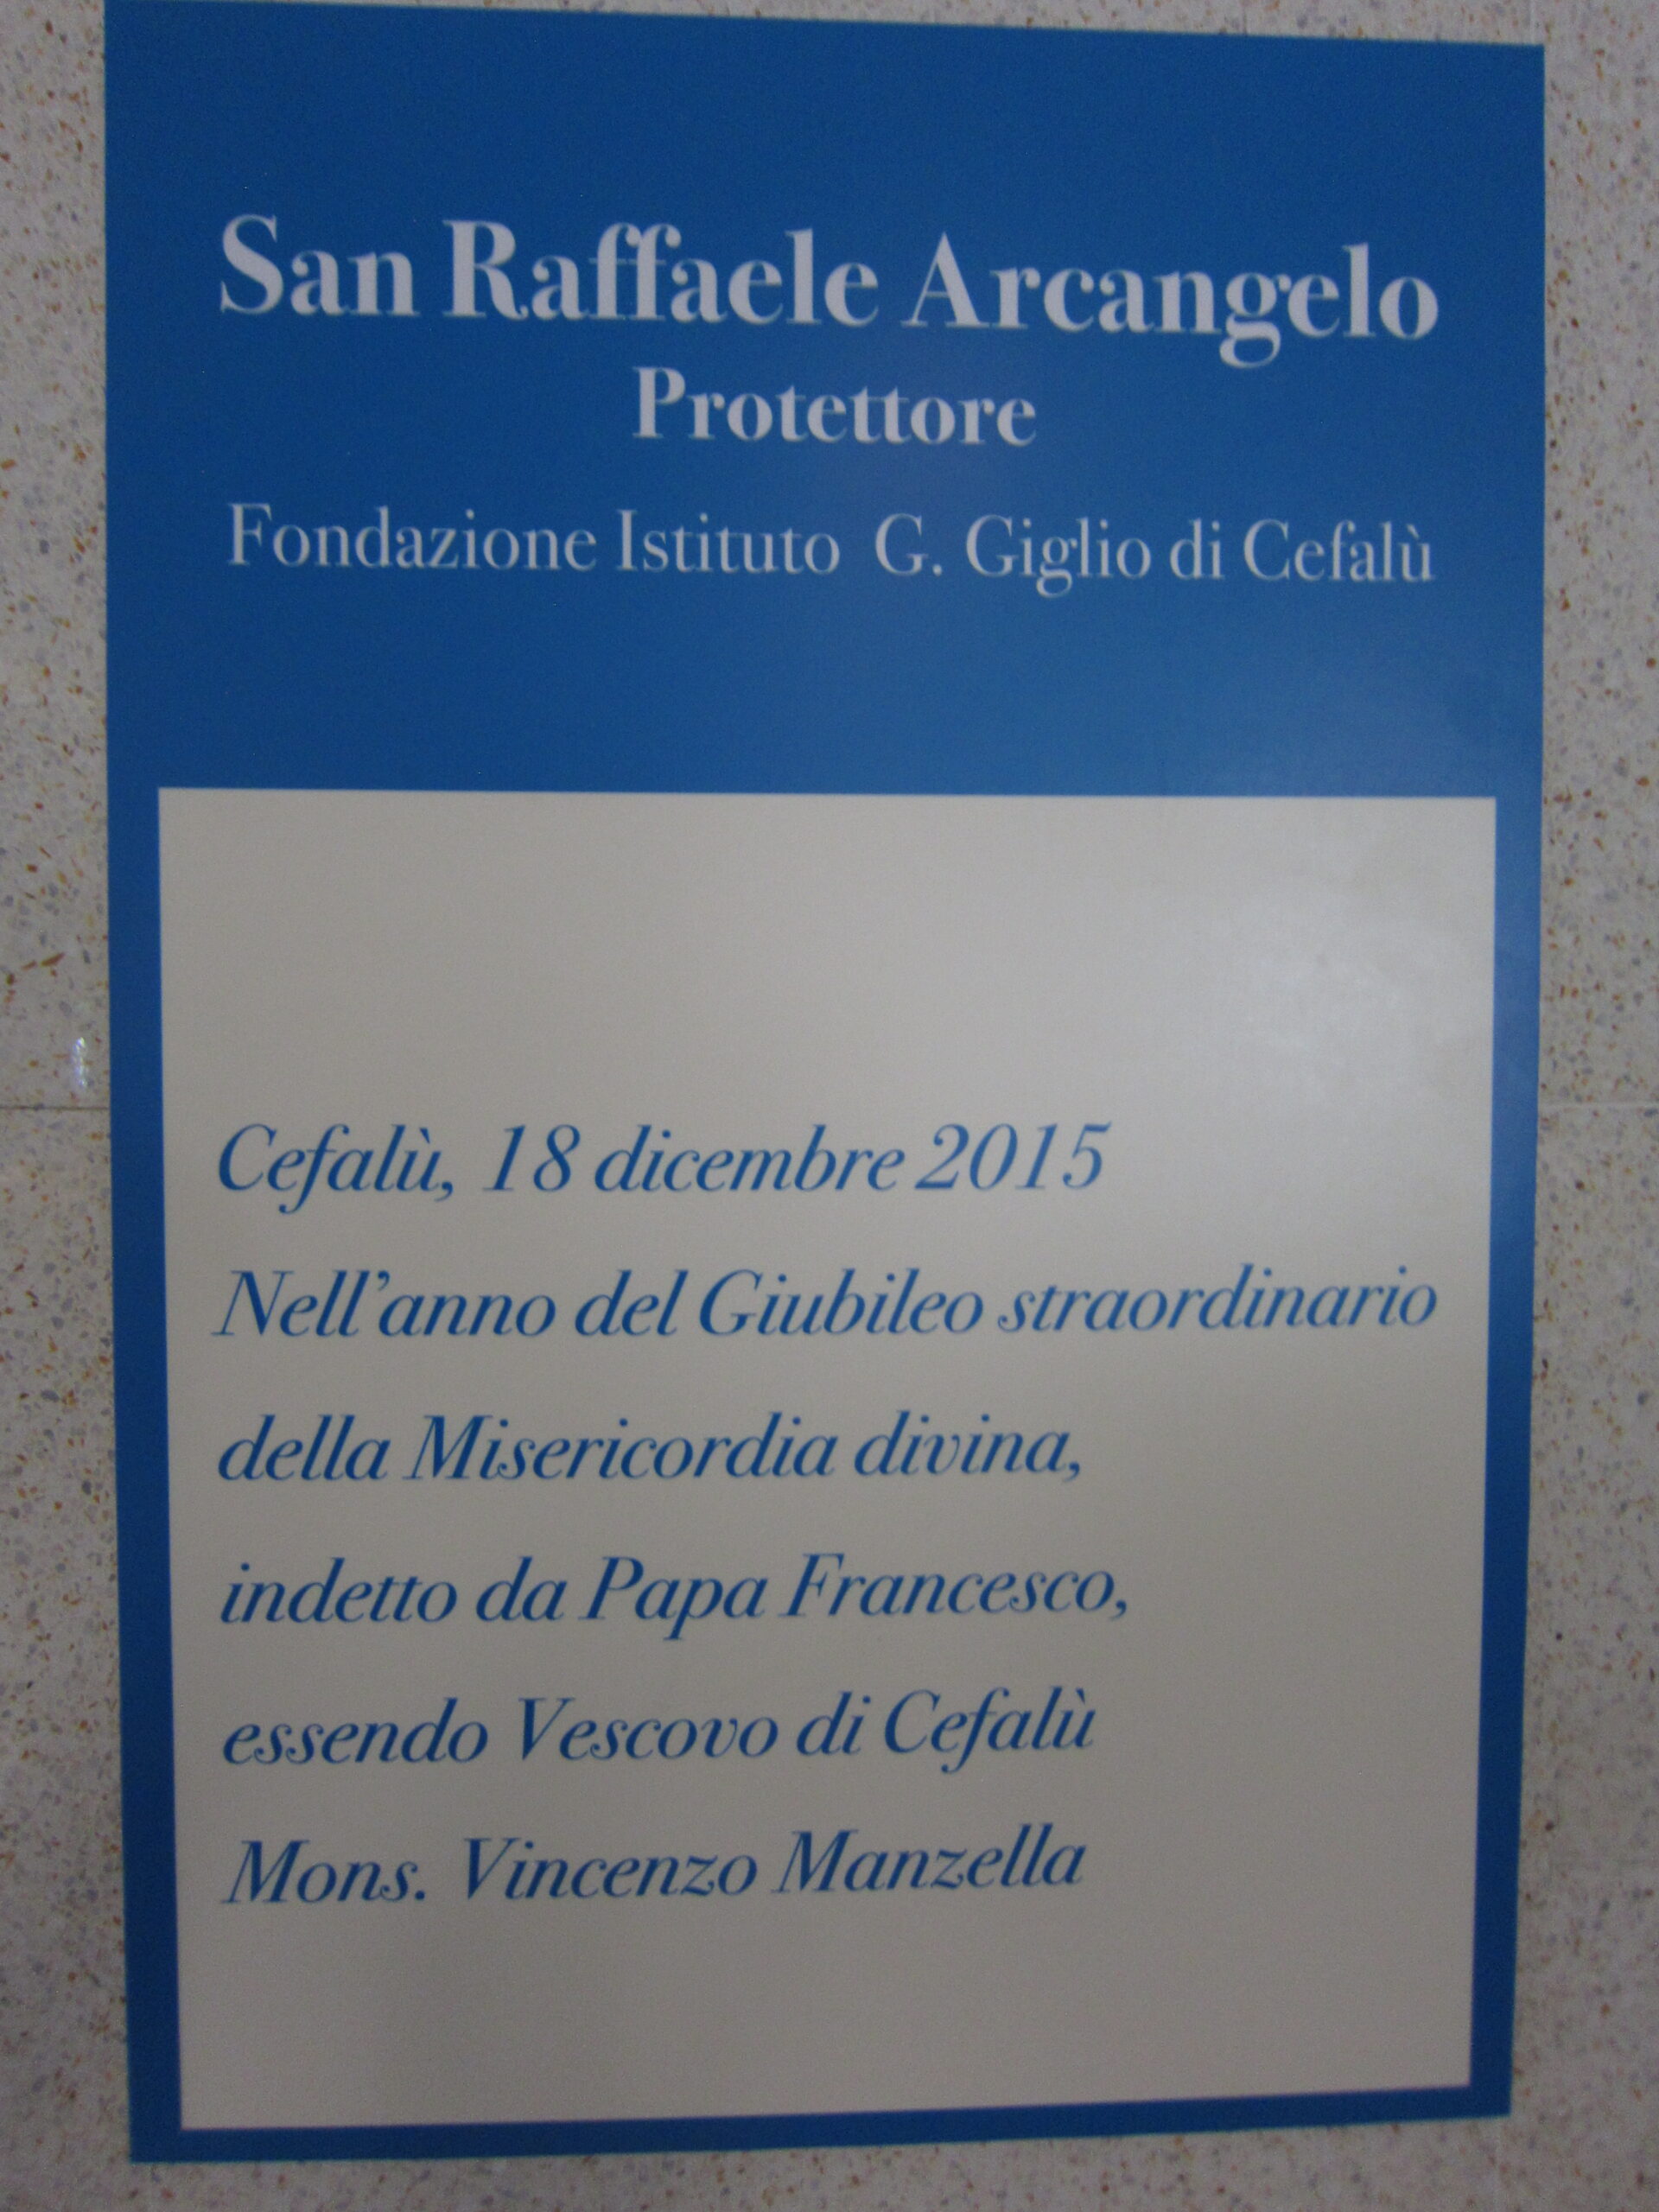 San Raffaele Arcangelo
Protettore
Fondazione Istituto G. Giglio di Cefalù
Cefalù, 18 dicembre 2015
Nell'anno del Giubileo straordinario
della Misericordia divina,
indetto da Papa Francesco,
essendo Vescovo di Cefalù
Mons. Vincenzo Manzella